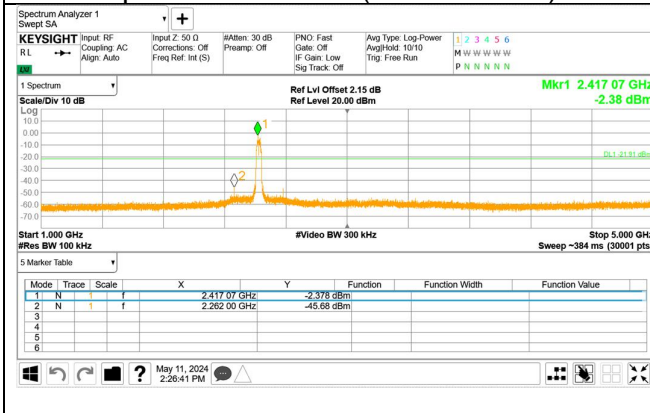 Spectrum Analyzer 1
Swept SA
+
KEYSIGHT
RL
Input: RF
Coupling: AC
Align: Auto
Input Z: 50 Ω
Corrections: Off
Freq Ref: Int (S)
#Atten: 30 dB
Preamp: Off
PNO: Fast
Gate: Off
IF Gain: Low
Sig Track: Off
Avg Type: Log-Power
Avg|Hold: 10/10
Trig: Free Run
1 2 3 4 5 6
M W W W W W
P N N N N N
1 Spectrum
Scale/Div 10 dB
Ref Lvl Offset 2.15 dB
Ref Level 20.00 dBm
Mkr1 2.417 07 GHz
-2.38 dBm
Log
10.0
0.00
-10.0
-20.0
-30.0
-40.0
-50.0
-60.0
-70.0
1
2
DL1 -21.51 dBm
Start 1.000 GHz
#Res BW 100 kHz
#Video BW 300 kHz
Stop 5.000 GHz
Sweep ~384 ms (30001 pts)
5 Marker Table
Mode Trace Scale X Y Function Function Width Function Value
1 N 1 f 2.417 07 GHz -2.378 dBm
2 N 1 f 2.262 00 GHz -45.68 dBm
3
4
5
6
?
May 11, 2024
2:26:41 PM